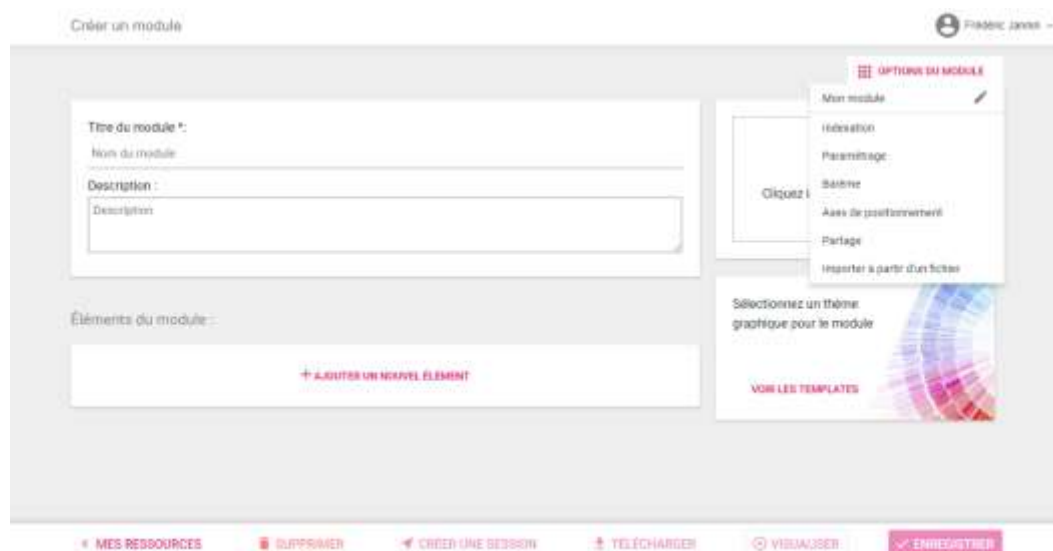 Créer un module
Frédéric Jannin
OPTIONS DU MODULE
Mon module
Indexation
Paramétrage
Barème
Axes de positionnement
Partage
Importer à partir d'un fichier
Titre du module *:
Nom du module
Description :
Description
Cliquez
Sélectionnez un thème
graphique pour le module
VOIR LES TEMPLATES
Éléments du module :
+ AJOUTER UN NOUVEL ÉLÉMENT
< MES RESSOURCES
SUPPRIMER
CRÉER UNE SESSION
TÉLÉCHARGER
VISUALISER
ENREGISTRER